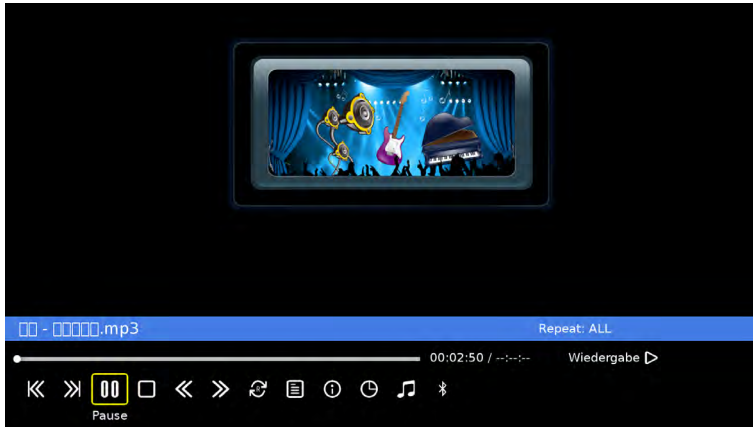 □□ - □□□□□.mp3
Repeat: ALL
00:02:50 / --:--:--
Wiedergabe
Pause